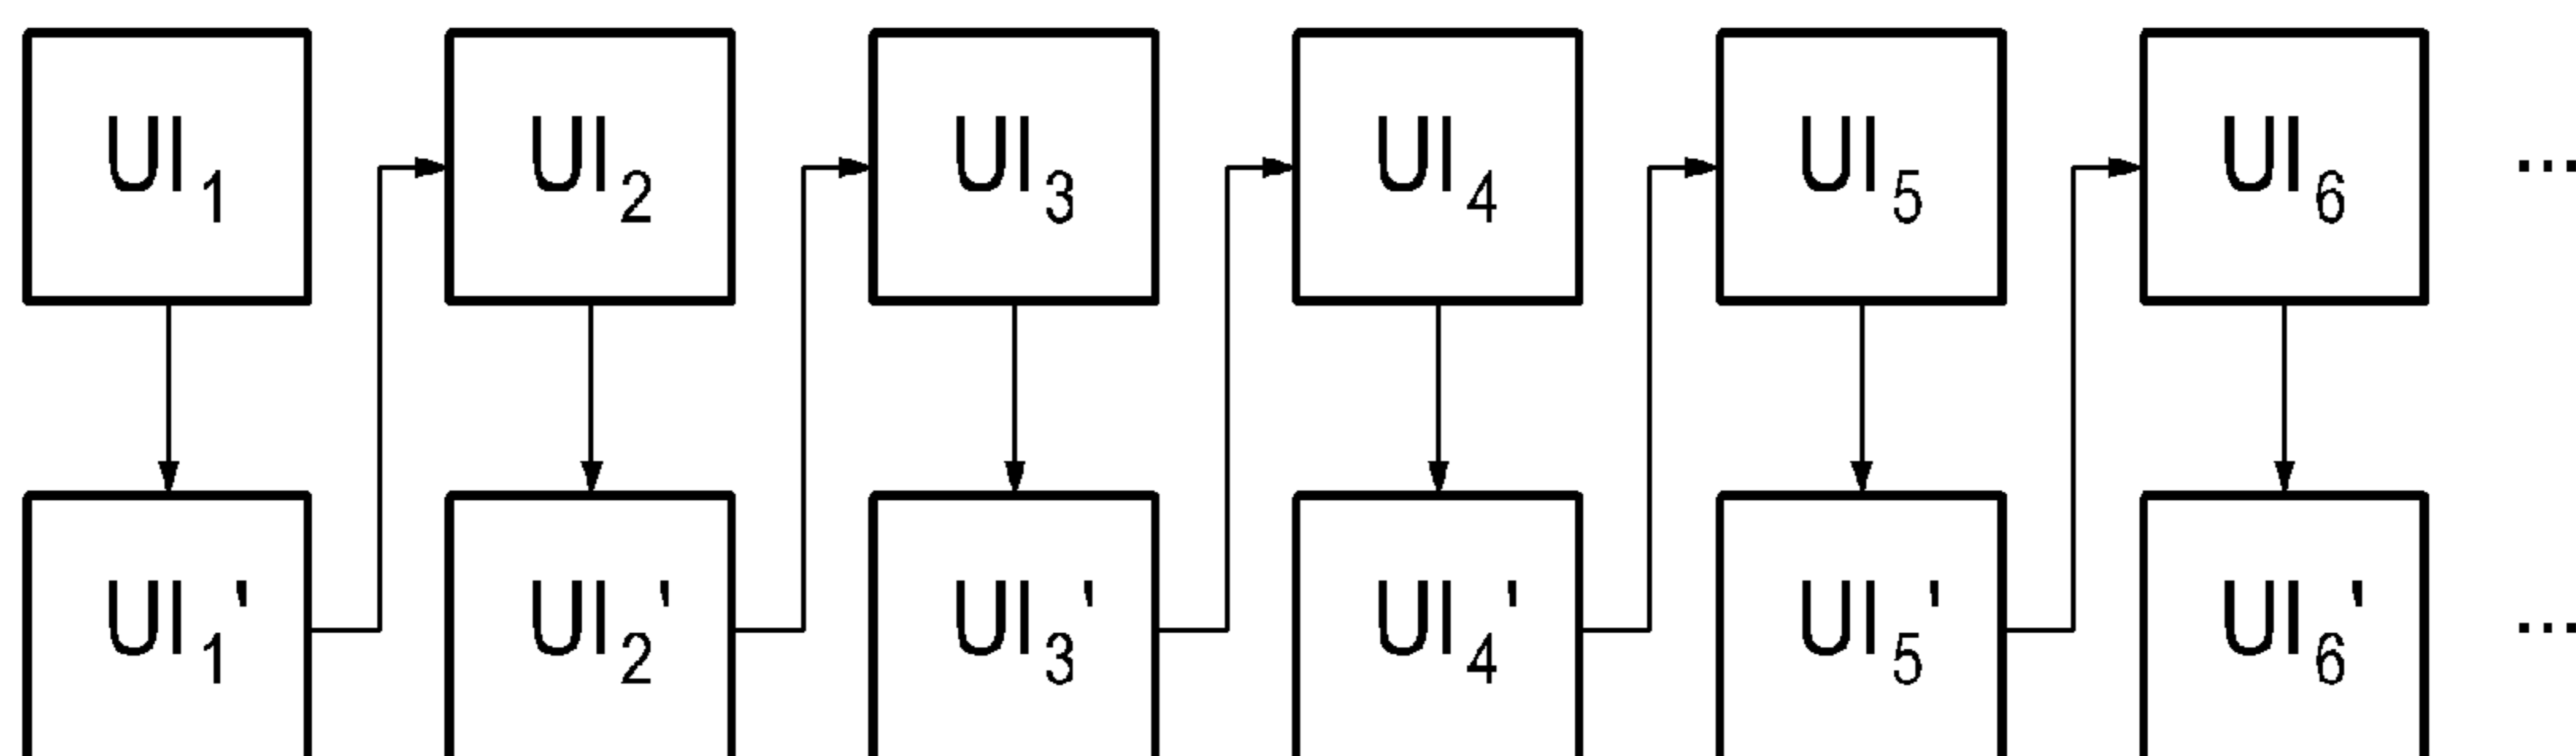 UI₁ UI₂ UI₃ UI₄ UI₅ UI₆ ...
UI₁' UI₂' UI₃' UI₄' UI₅' UI₆' ...